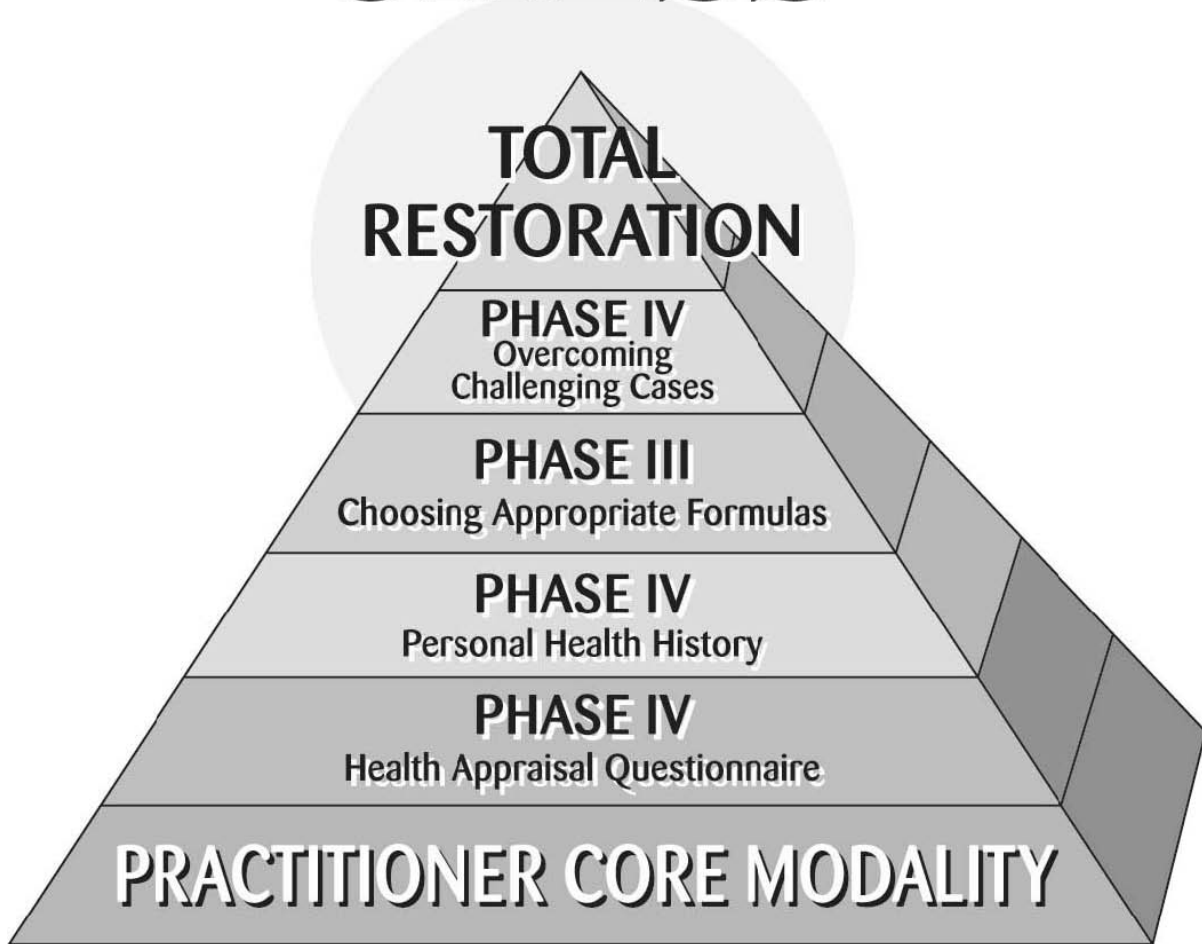 TOTAL
RESTORATION
PHASE IV
Overcoming
Challenging Cases
PHASE III
Choosing Appropriate Formulas
PHASE IV
Personal Health History
PHASE IV
Health Appraisal Questionnaire
PRACTITIONER CORE MODALITY